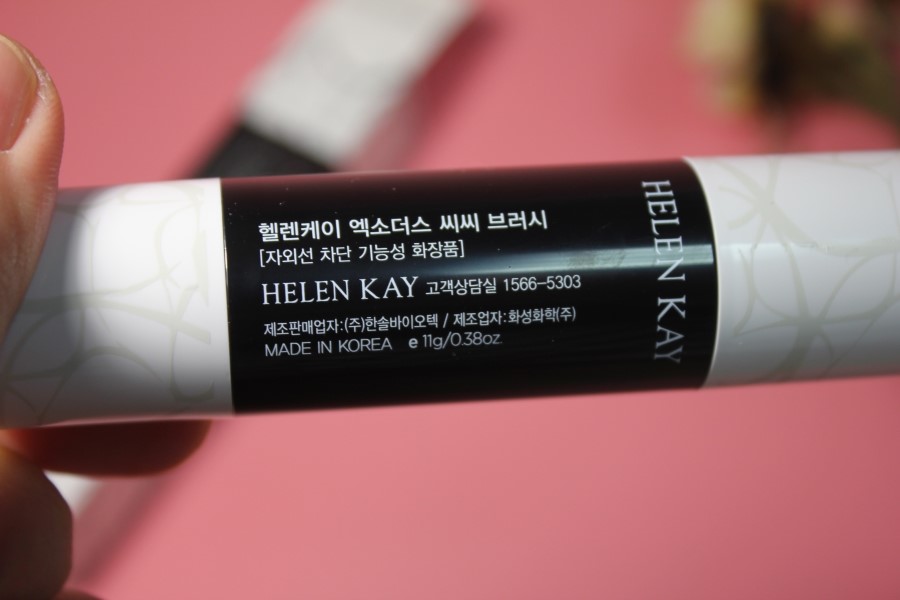 헬렌케이 엑소더스 씨씨 브러시
[자외선 차단 기능성 화장품]
HELEN KAY 고객상담실 1566-5303
제조판매업자:(주)한솔바이오텍 / 제조업자:화성화학(주)
MADE IN KOREA e 11g/0.38oz.
HELEN KAY